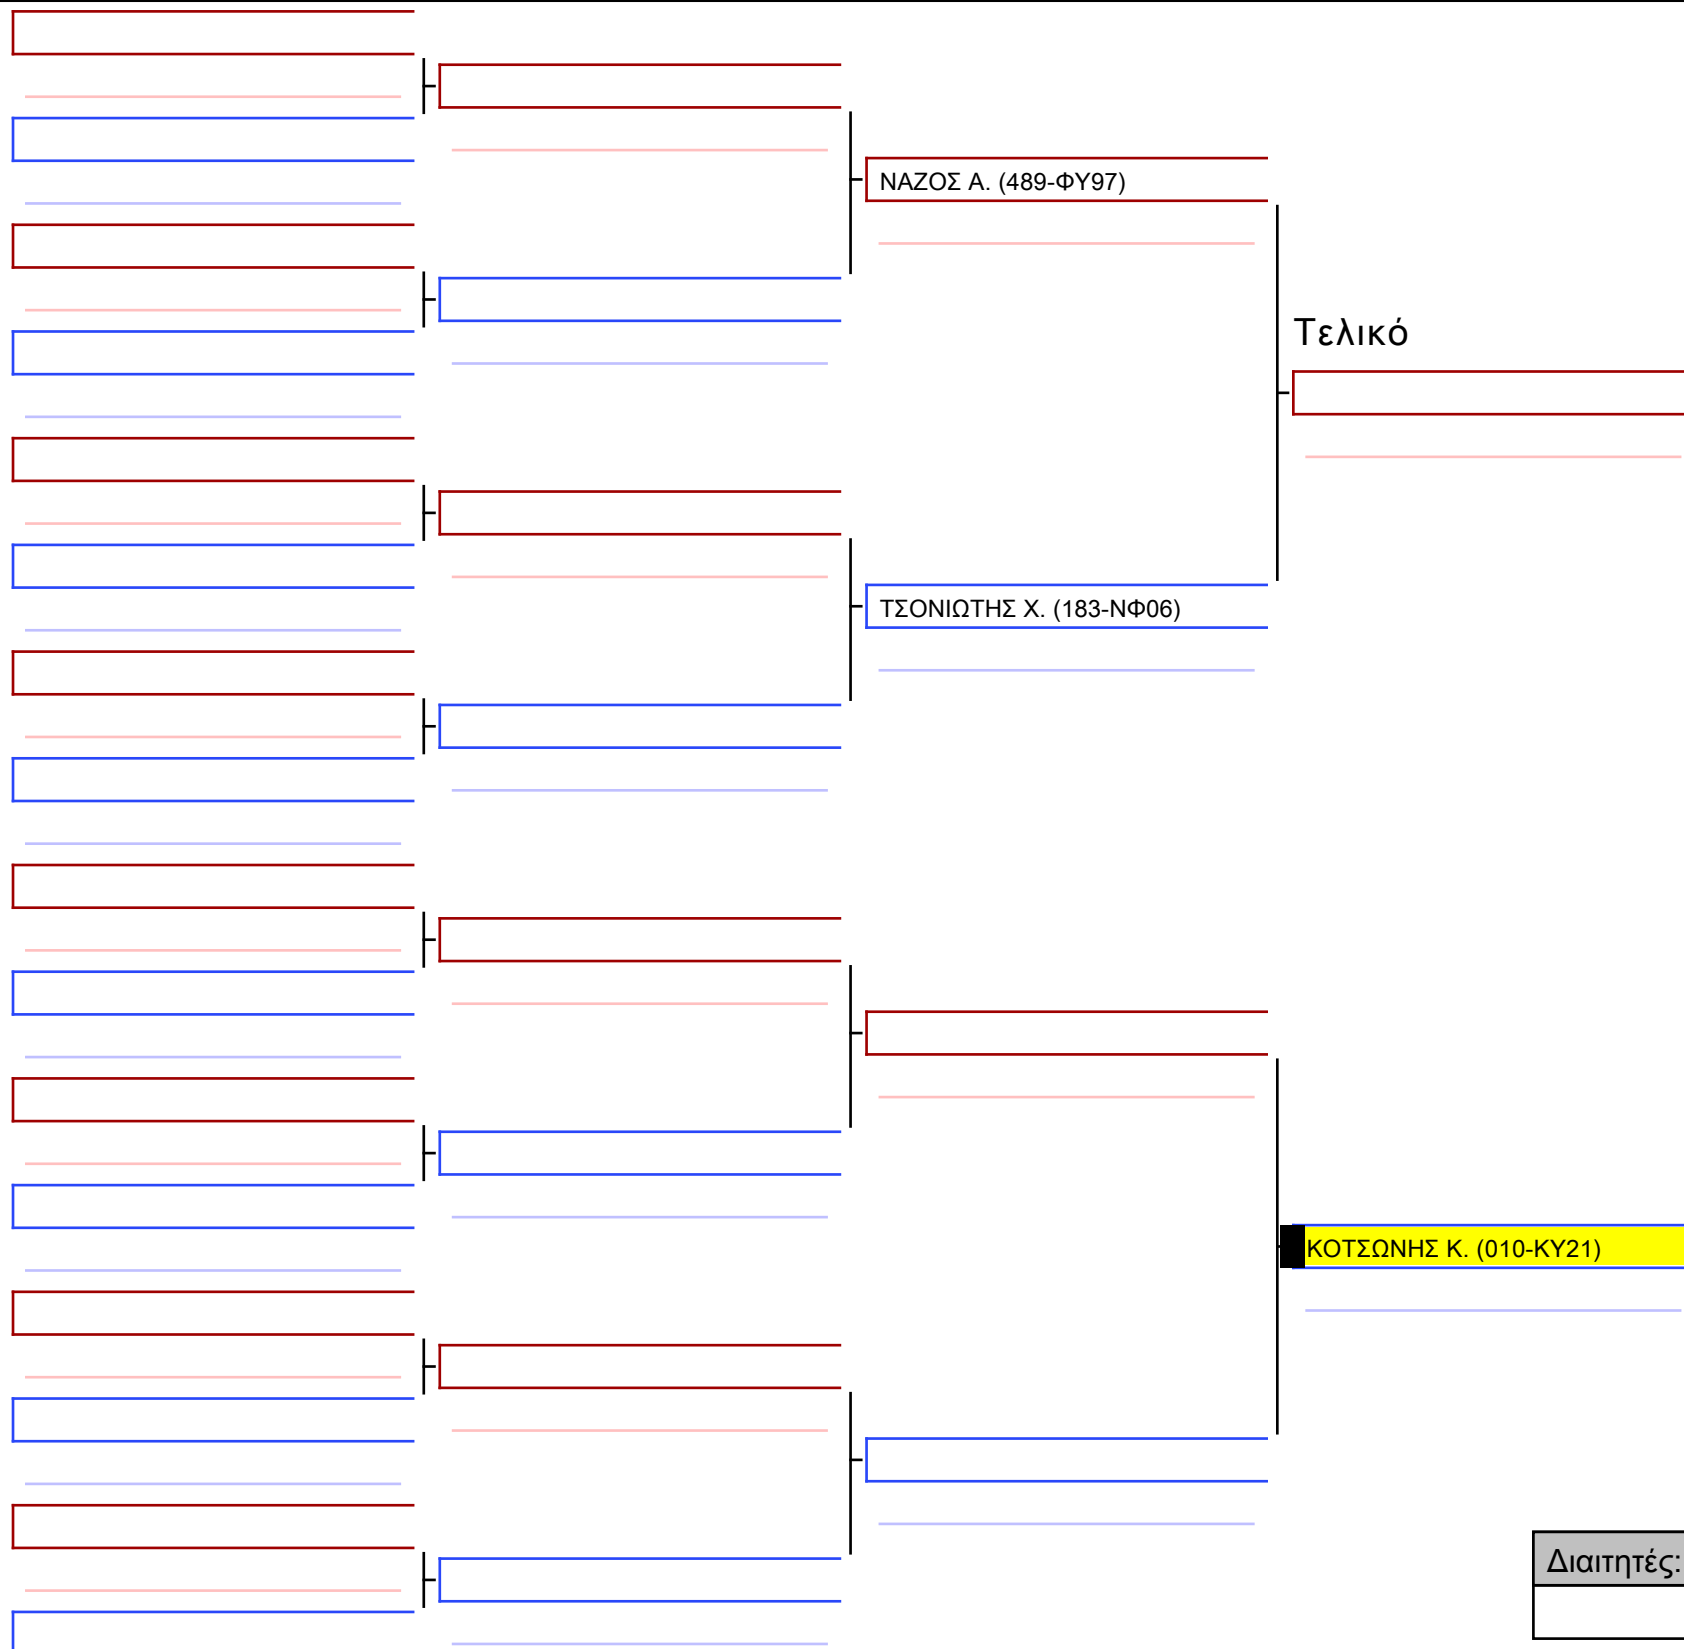 ΝΑΖΟΣ Α. (489-ΦΥ97)
Τελικό
ΤΣΟΝΙΩΤΗΣ Χ. (183-ΝΦ06)
ΚΟΤΣΩΝΗΣ Κ. (010-ΚΥ21)
Διαιτητές: